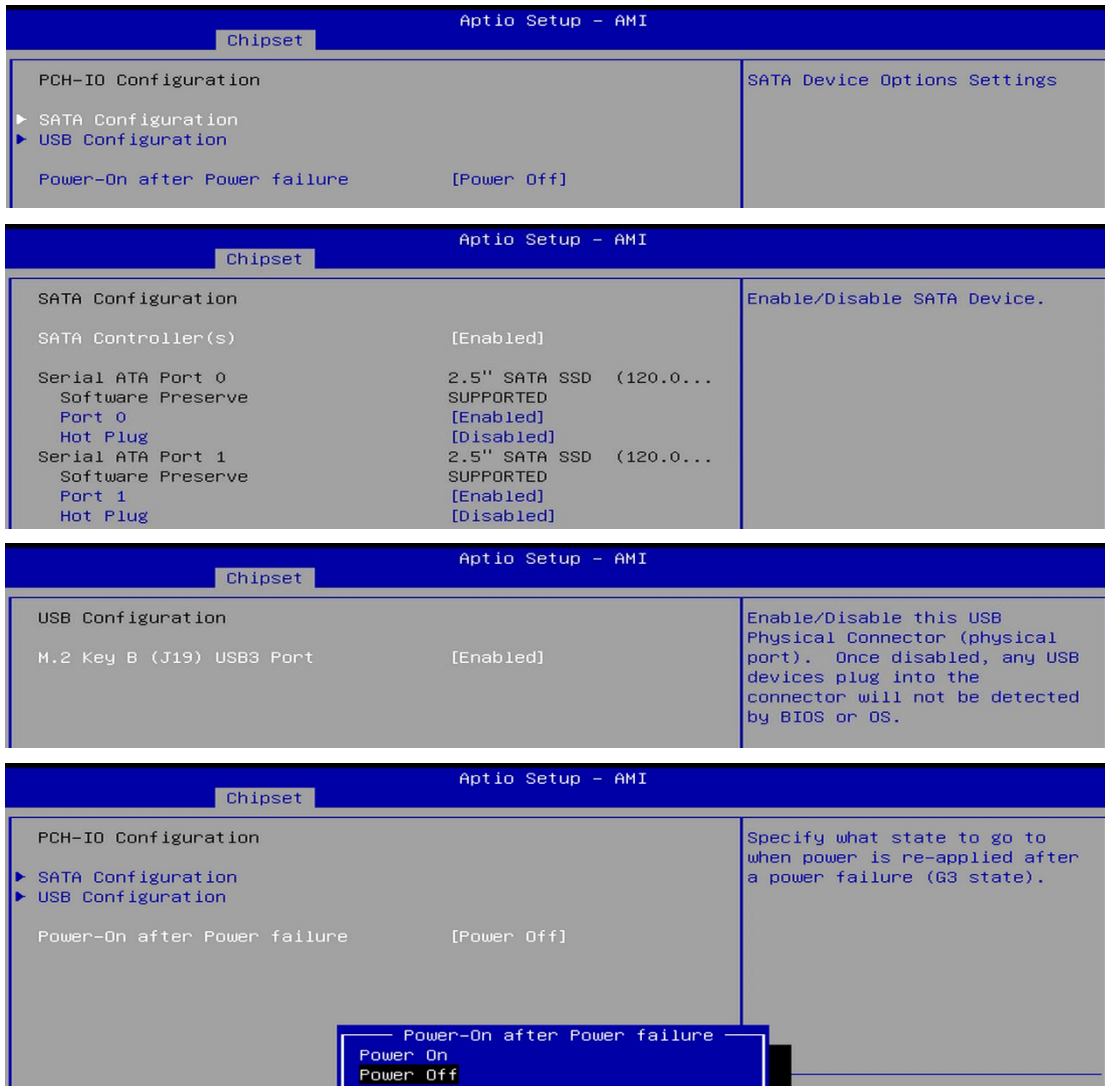 Aptio Setup – AMI
Chipset
PCH-IO Configuration
SATA Device Options Settings
▶ SATA Configuration
▶ USB Configuration
Power-On after Power failure [Power Off]
Aptio Setup – AMI
Chipset
SATA Configuration
Enable/Disable SATA Device.
SATA Controller(s) [Enabled]
Serial ATA Port 0 2.5" SATA SSD (120.0...
Software Preserve SUPPORTED
Port 0 [Enabled]
Hot Plug [Disabled]
Serial ATA Port 1 2.5" SATA SSD (120.0...
Software Preserve SUPPORTED
Port 1 [Enabled]
Hot Plug [Disabled]
Aptio Setup – AMI
Chipset
USB Configuration
M.2 Key B (J19) USB3 Port [Enabled]
Enable/Disable this USB
Physical Connector (physical
port). Once disabled, any USB
devices plug into the
connector will not be detected
by BIOS or OS.
Aptio Setup – AMI
Chipset
PCH-IO Configuration
▶ SATA Configuration
▶ USB Configuration
Power-On after Power failure [Power Off]
Specify what state to go to
when power is re-applied after
a power failure (G3 state).
Power-On after Power failure
Power On
Power Off